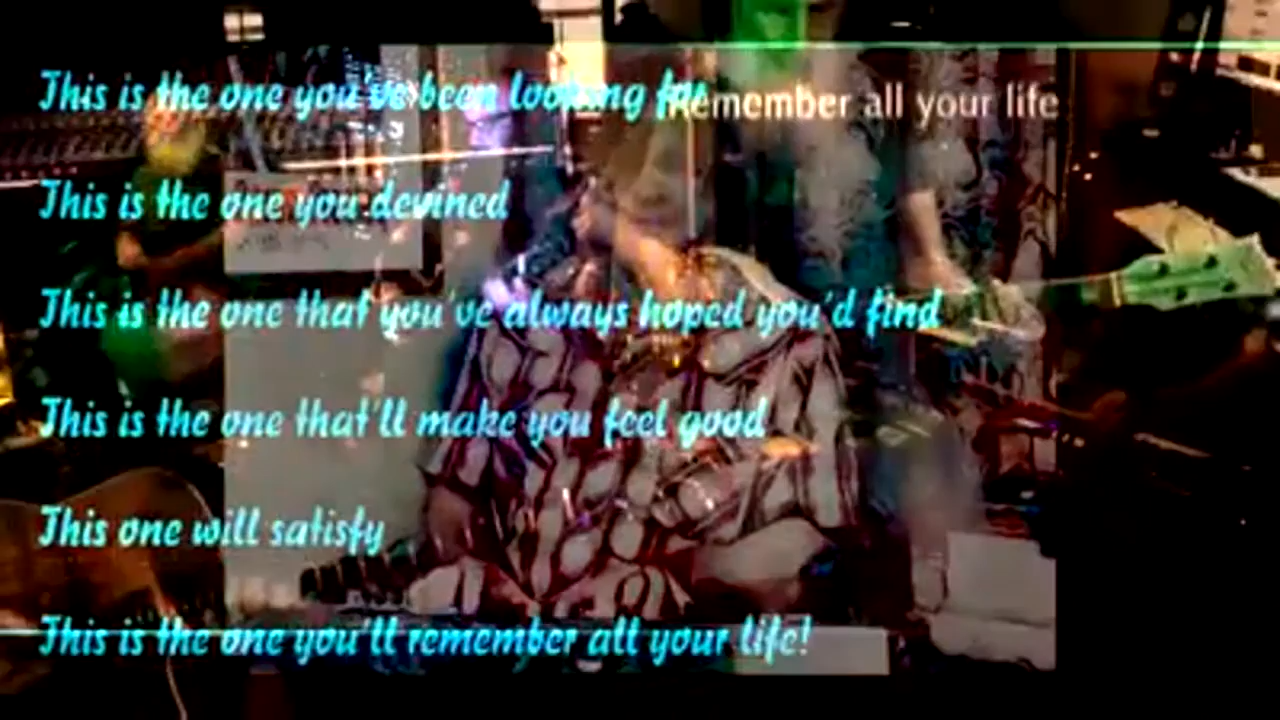 This is the one you've been looking for
Remember all your life
This is the one you devined
This is the one that you've always hoped you'd find
This is the one that'll make you feel good
This one will satisfy
This is the one you'll remember all your life!